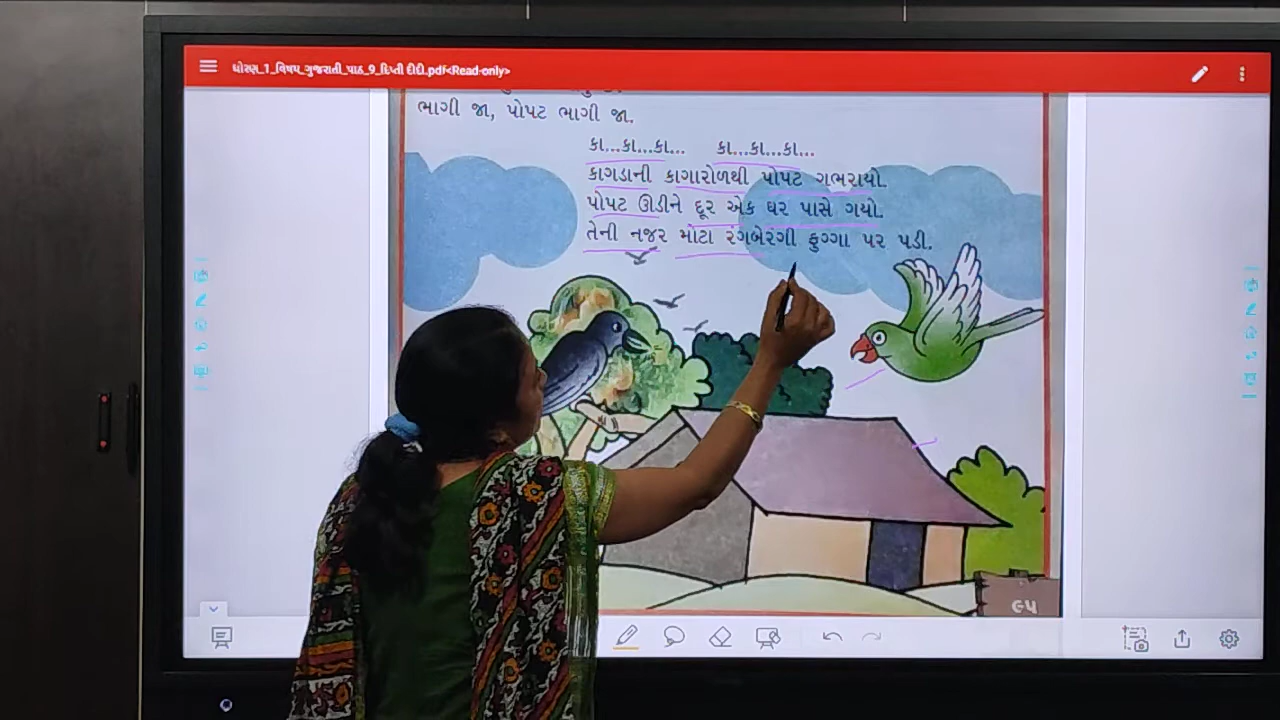 ધોરણ_1_વિષય_ગુજરાતી_પાઠ_9_દિપ્તી દીદી.pdf<Read-only>
ભાગી જા, પોપટ ભાગી જા.
કા...કા...કા... કા...કા...કા...
કાગડાની કાગારોળથી પોપટ ગભરાયો.
પોપટ ઊડીને દૂર એક ઘર પાસે ગયો.
તેની નજર મોટા રંગબેરંગી ફુગ્ગા પર પડી.
૯૫